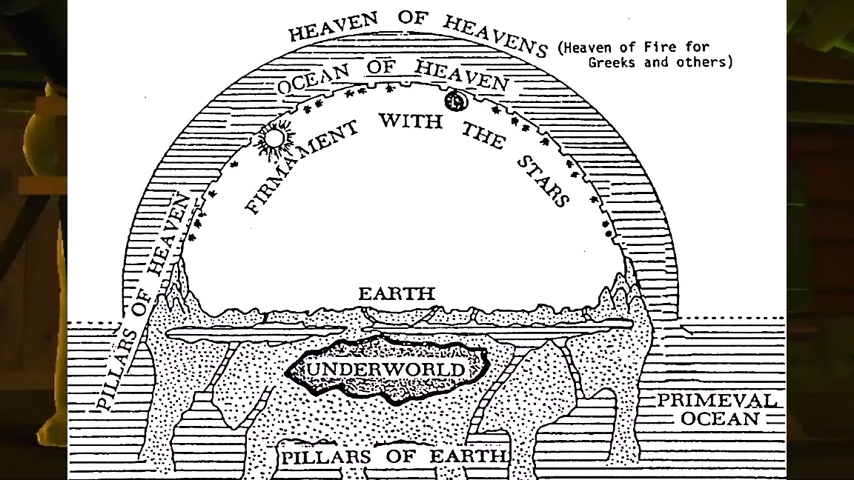 HEAVEN OF HEAVENS
(Heaven of Fire for
Greeks and others)
OCEAN OF HEAVEN
FIRMAMENT WITH THE STARS
PILLARS OF HEAVEN
EARTH
UNDERWORLD
PRIMEVAL
OCEAN
PILLARS OF EARTH